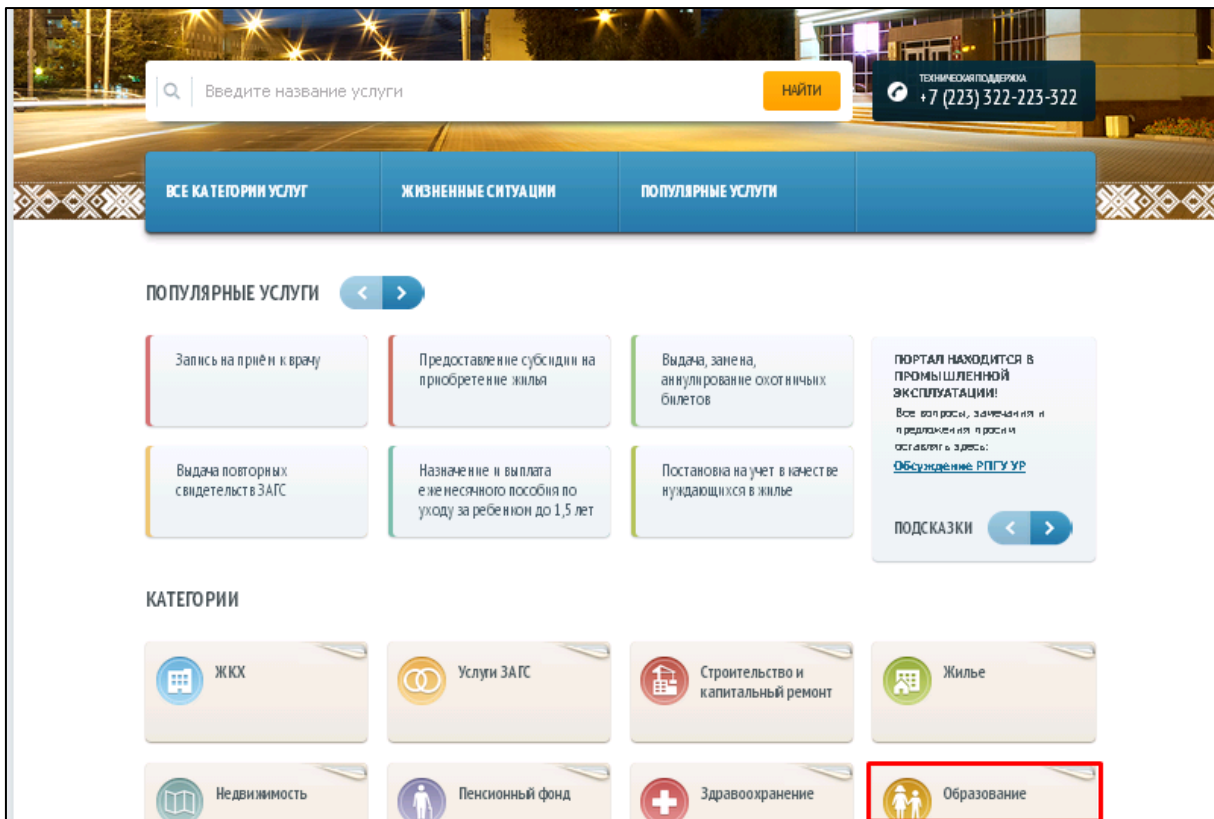 Введите название услуги
НАЙТИ
ТЕХНИЧЕСКАЯ ПОДДЕРЖКА
+7 (223) 322-223-322
ВСЕ КАТЕГОРИИ УСЛУГ
ЖИЗНЕННЫЕ СИТУАЦИИ
ПОПУЛЯРНЫЕ УСЛУГИ
ПОПУЛЯРНЫЕ УСЛУГИ
Запись на приём к врачу
Предоставление субсидии на
приобретение жилья
Выдача, замена,
аннулирование охотничьих
билетов
Выдача повторных
свидетельств ЗАГС
Назначение и выплата
ежемесячного пособия по
уходу за ребенком до 1,5 лет
Постановка на учет в качестве
нуждающихся в жилье
ПОРТАЛ НАХОДИТСЯ В
ПРОМЫШЛЕННОЙ
ЭКСПЛУАТАЦИИ!
Все вопросы, замечания и
предложения просим
оставлять здесь:
Обсуждение РПГУ УР
ПОДСКАЗКИ
КАТЕГОРИИ
ЖКХ
Услуги ЗАГС
Строительство и
капитальный ремонт
Жилье
Недвижимость
Пенсионный фонд
Здравоохранение
Образование